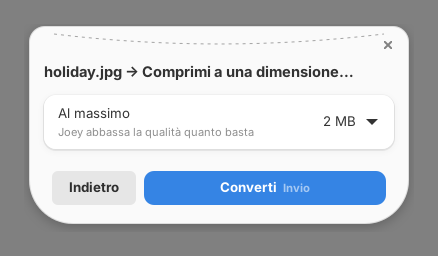 holiday.jpg → Comprimi a una dimensione…
Al massimo
Joey abbassa la qualità quanto basta
2 MB
Indietro
Converti Invio